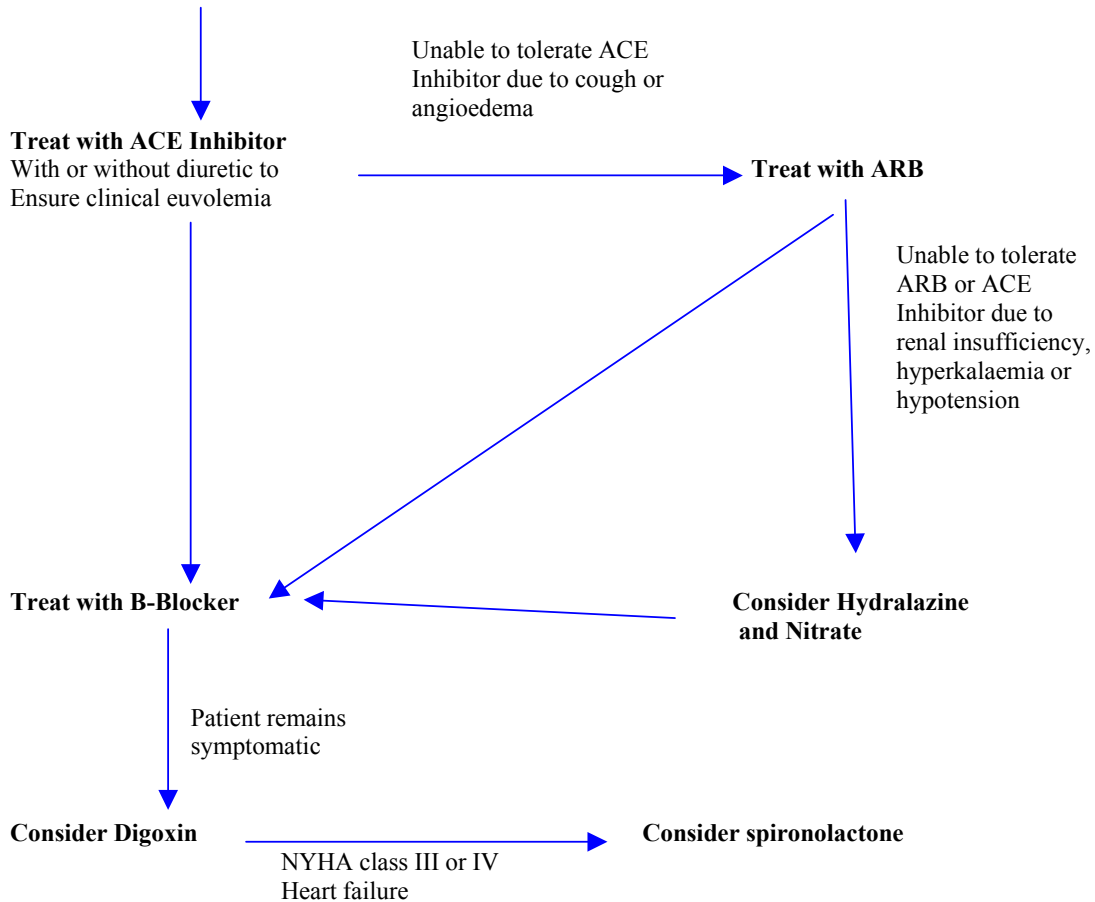 Unable to tolerate ACE
Inhibitor due to cough or
angioedema
Treat with ACE Inhibitor
With or without diuretic to
Ensure clinical euvolemia
Treat with ARB
Unable to tolerate
ARB or ACE
Inhibitor due to
renal insufficiency,
hyperkalaemia or
hypotension
Treat with B-Blocker
Consider Hydralazine
and Nitrate
Patient remains
symptomatic
Consider Digoxin
Consider spironolactone
NYHA class III or IV
Heart failure